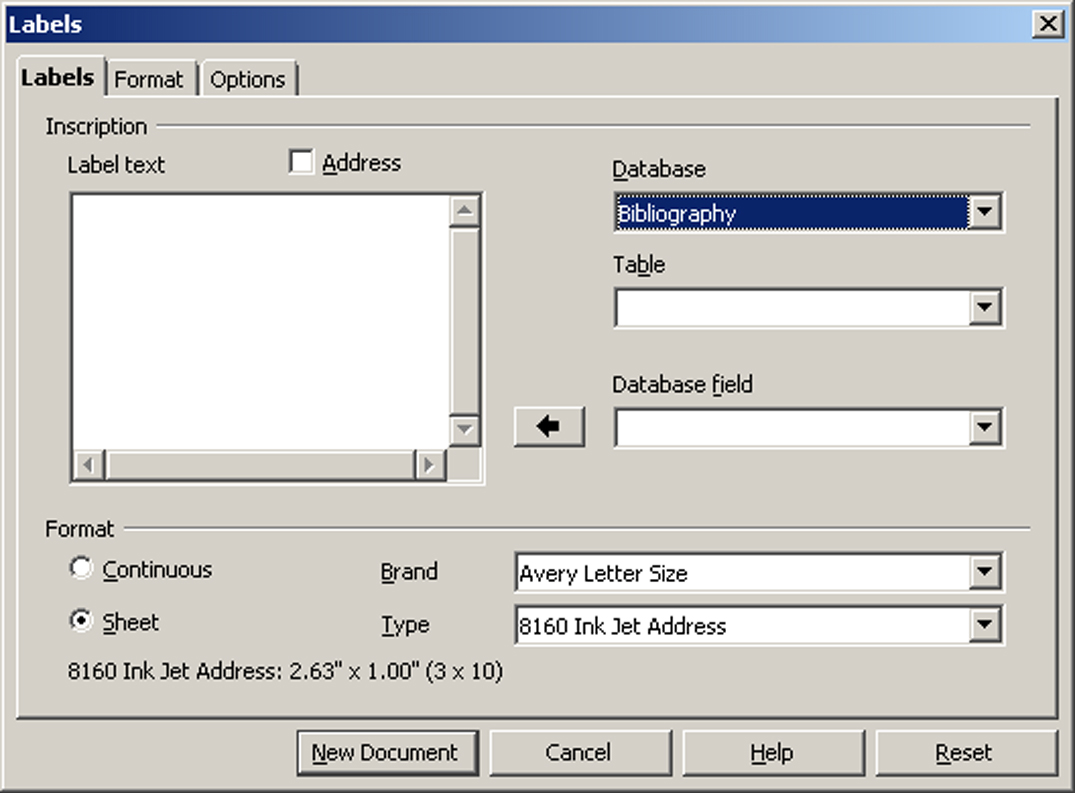 Labels
Labels Format Options
Inscription
Label text Address
Database
Bibliography
Table
Database field
Format
Continuous Brand Avery Letter Size
Sheet Type 8160 Ink Jet Address
8160 Ink Jet Address: 2.63" x 1.00" (3 x 10)
New Document Cancel Help Reset